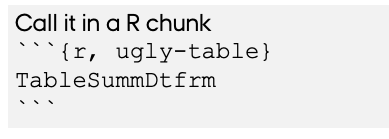 Call it in a R chunk
```{r, ugly-table}
TableSummDtfrm
```